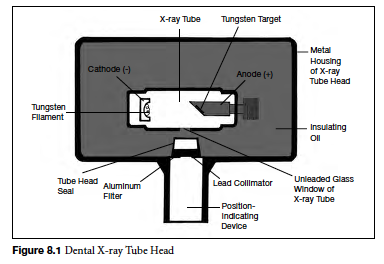 X-ray Tube
Tungsten Target
Metal
Housing
of X-ray
Tube Head
Cathode (-)
Anode (+)
Tungsten
Filament
Insulating
Oil
Tube Head
Seal
Aluminum
Filter
Lead Collimator
Unleaded Glass
Window of
X-ray Tube
Position-
Indicating
Device
Figure 8.1 Dental X-ray Tube Head